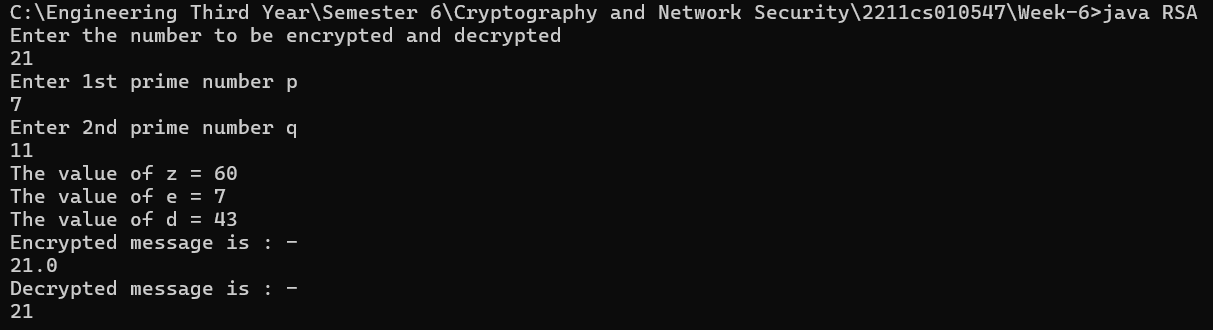 C:\Engineering Third Year\Semester 6\Cryptography and Network Security\2211cs010547\Week-6>java RSA
Enter the number to be encrypted and decrypted
21
Enter 1st prime number p
7
Enter 2nd prime number q
11
The value of z = 60
The value of e = 7
The value of d = 43
Encrypted message is : -
21.0
Decrypted message is : -
21